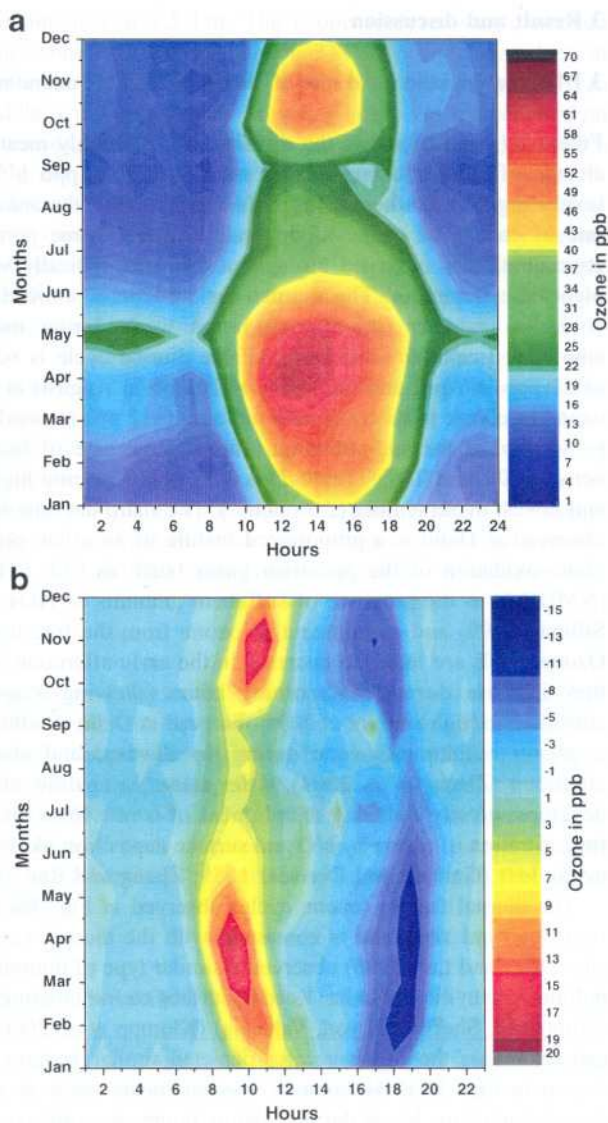 3.Result and discussion
a
Dec
Nov
Oct
Sep
Aug
Jul
Jun
May
Apr
Mar
Feb
Jan
Months
2 4 6 8 10 12 14 16 18 20 22 24
Hours
70
67
64
61
58
55
52
49
46
43
40
37
34
31
28
25
22
19
16
13
10
7
4
1
Ozone in ppb
b
Dec
Nov
Oct
Sep
Aug
Jul
Jun
May
Apr
Mar
Feb
Jan
Months
2 4 6 8 10 12 14 16 18 20 22
Hours
-15
-13
-11
-8
-5
-3
-1
1
3
5
7
9
11
13
15
17
19
20
Ozone in ppb